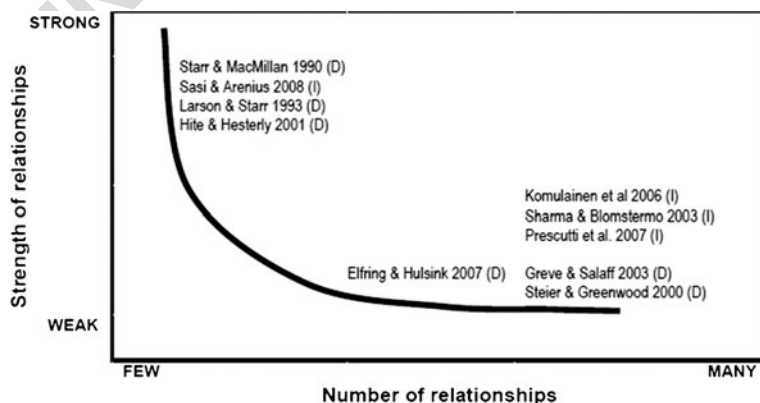 STRONG
Starr & MacMillan 1990 (D)
Sasi & Arenius 2008 (I)
Larson & Starr 1993 (D)
Hite & Hesterly 2001 (D)
Strength of relationships
Komulainen et al 2006 (I)
Sharma & Blomstermo 2003 (I)
Prescutti et al. 2007 (I)
Elfring & Hulsink 2007 (D)
Greve & Salaff 2003 (D)
Steier & Greenwood 2000 (D)
WEAK
FEW
MANY
Number of relationships